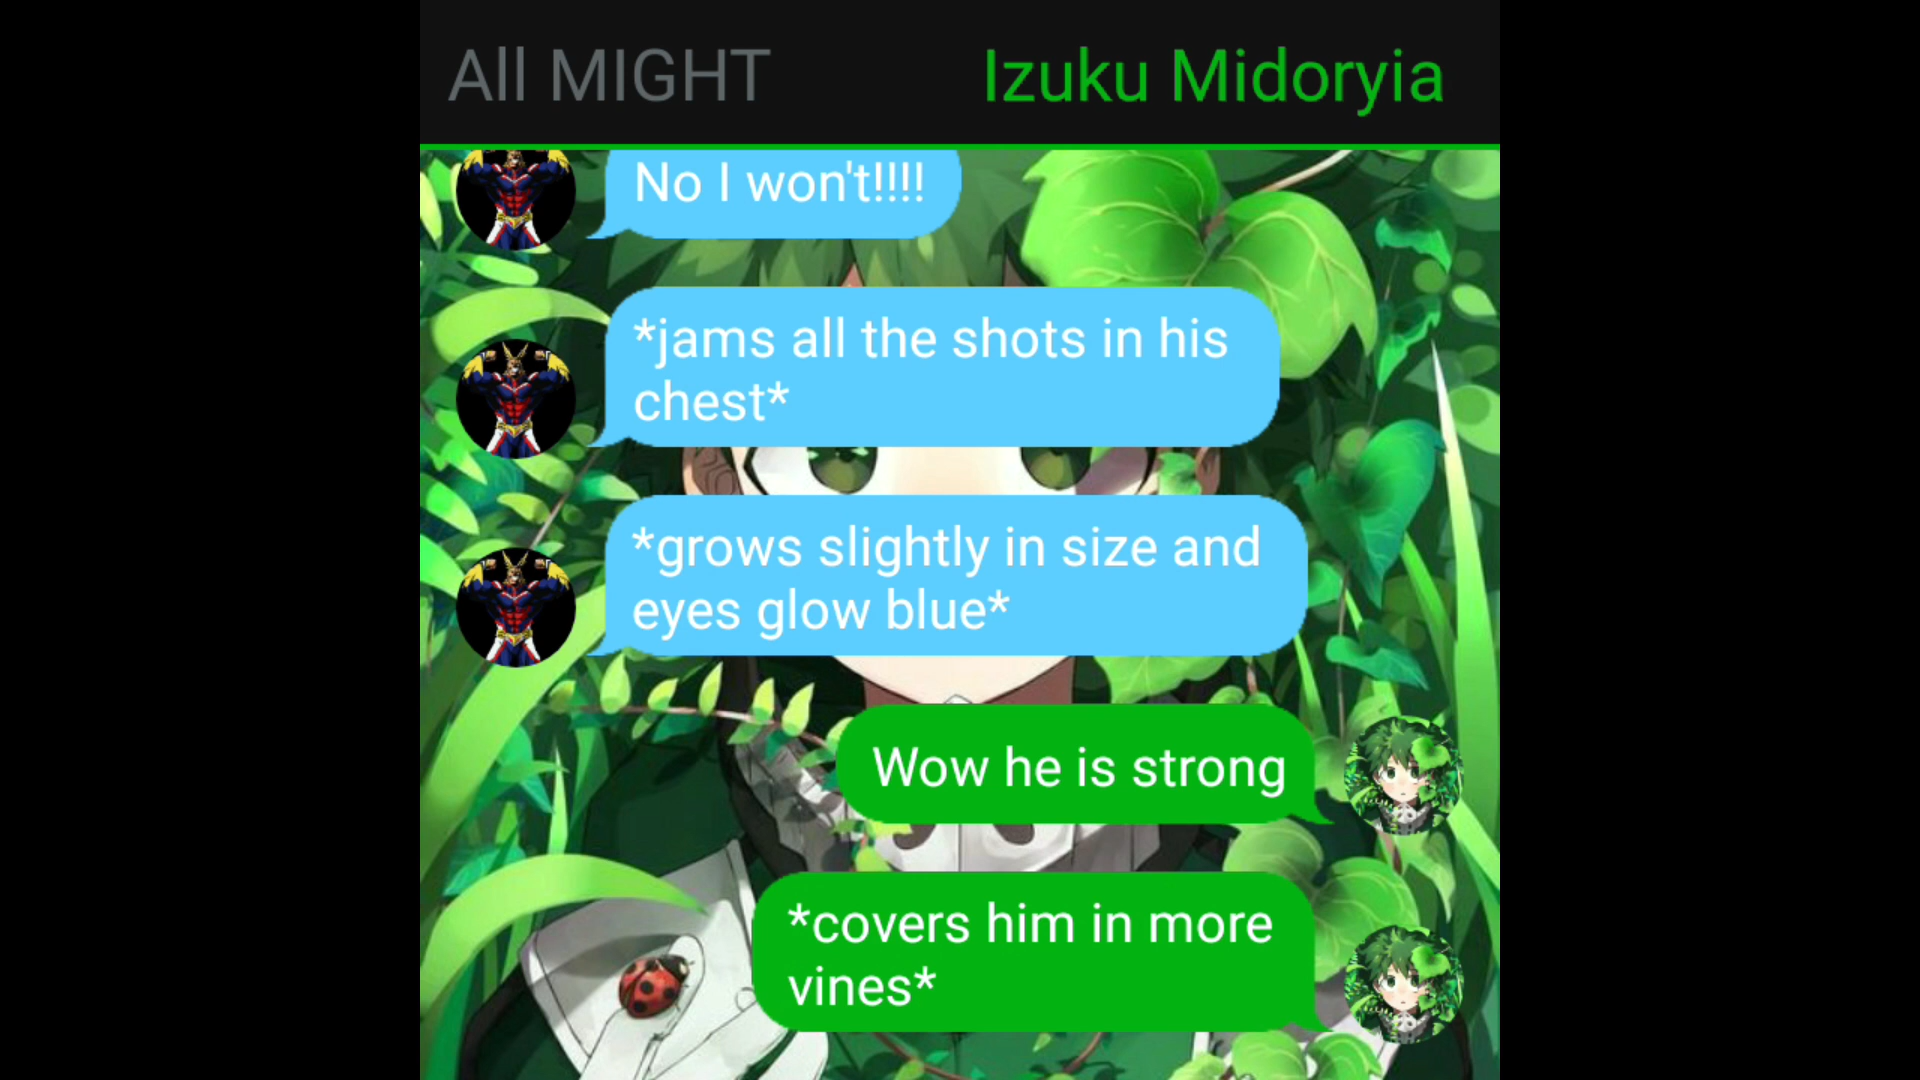 All MIGHT
Izuku Midoryia
No I won't!!!!
*jams all the shots in his
chest*
*grows slightly in size and
eyes glow blue*
Wow he is strong
*covers him in more
vines*